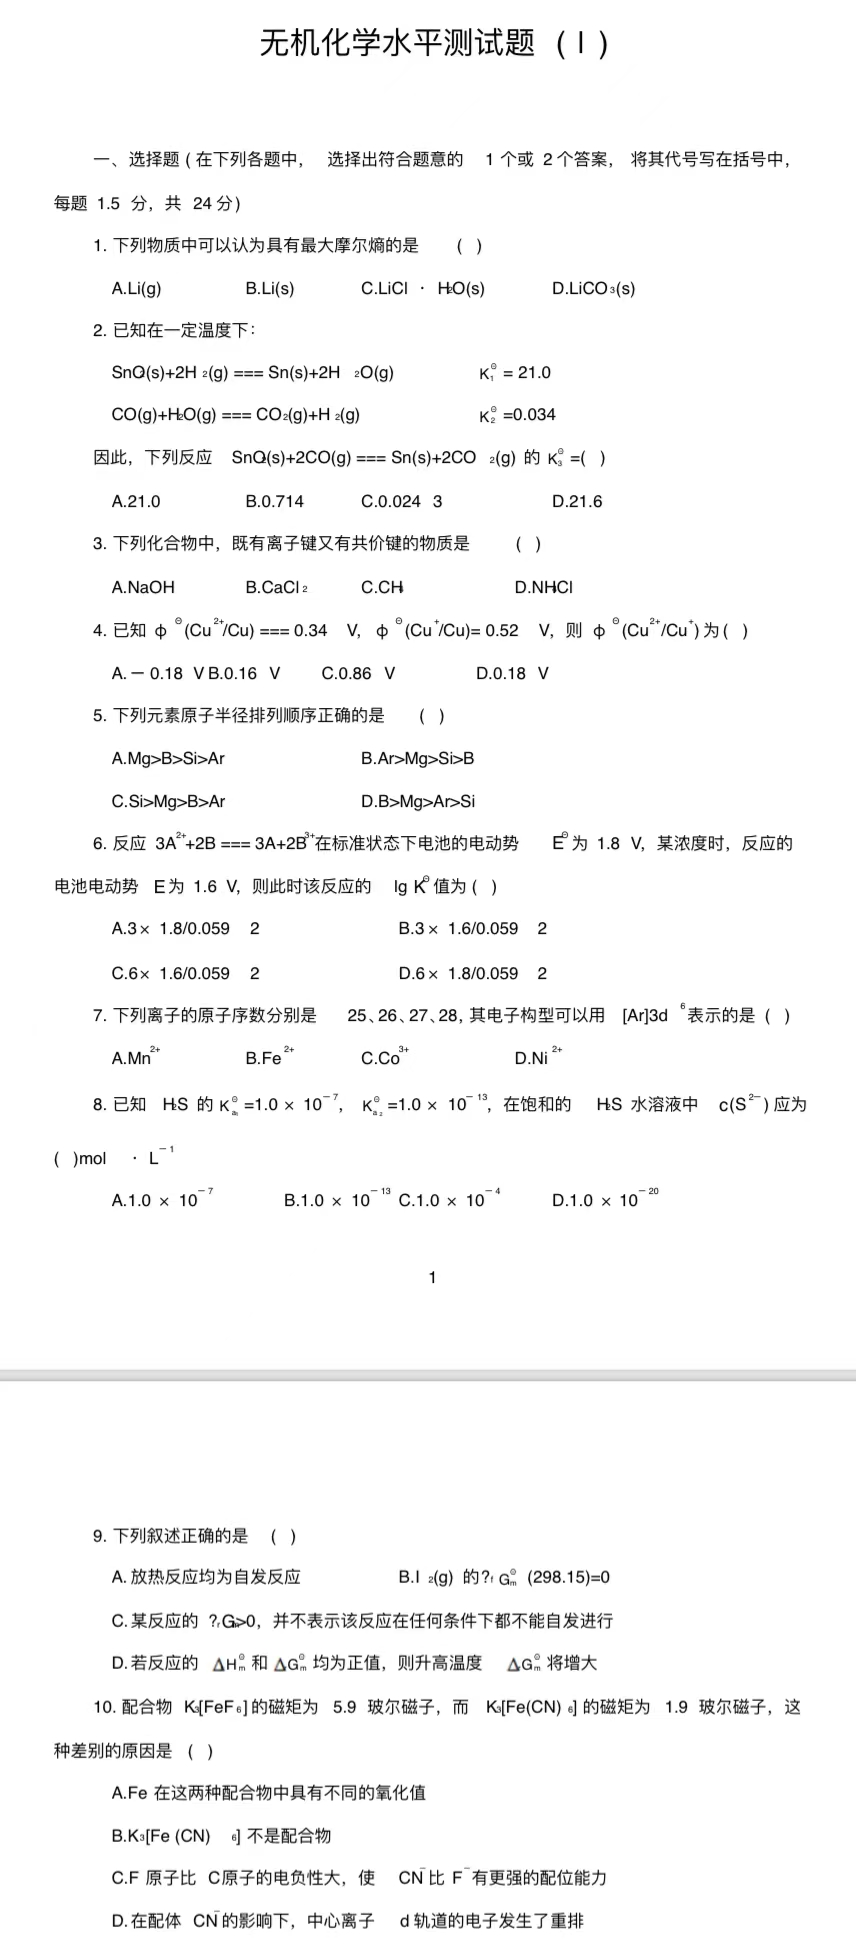 无机化学水平测试题（I）
一、选择题 ( 在下列各题中， 选择出符合题意的 1 个或 2 个答案， 将其代号写在括号中，
每题 1.5 分，共 24 分)
1. 下列物质中可以认为具有最大摩尔熵的是 ( )
A.Li(g) B.Li(s) C.LiCl · H₂O(s) D.LiCO₃(s)
2. 已知在一定温度下：
SnO₂(s)+2H₂(g) === Sn(s)+2H₂O(g) K₁^⊖ = 21.0
CO(g)+H₂O(g) === CO₂(g)+H₂(g) K₂^⊖ =0.034
因此，下列反应 SnO₂(s)+2CO(g) === Sn(s)+2CO₂(g) 的 K₃^⊖ =( )
A.21.0 B.0.714 C.0.024 3 D.21.6
3. 下列化合物中，既有离子键又有共价键的物质是 ( )
A.NaOH B.CaCl₂ C.CH₄ D.NH₄Cl
4. 已知 φ^⊖(Cu²⁺/Cu) === 0.34 V, φ^⊖(Cu⁺/Cu)= 0.52 V，则 φ^⊖(Cu²⁺/Cu⁺) 为 ( )
A. － 0.18 V B.0.16 V C.0.86 V D.0.18 V
5. 下列元素原子半径排列顺序正确的是 ( )
A.Mg>B>Si>Ar B.Ar>Mg>Si>B
C.Si>Mg>B>Ar D.B>Mg>Ar>Si
6. 反应 3A²⁺+2B === 3A+2B³⁺在标准状态下电池的电动势 E^⊖ 为 1.8 V，某浓度时，反应的
电池电动势 E 为 1.6 V，则此时该反应的 lg K^⊖ 值为 ( )
A.3× 1.8/0.059 2 B.3× 1.6/0.059 2
C.6× 1.6/0.059 2 D.6× 1.8/0.059 2
7. 下列离子的原子序数分别是 25、26、27、28, 其电子构型可以用 [Ar]3d⁶ 表示的是 ( )
A.Mn²⁺ B.Fe²⁺ C.Co³⁺ D.Ni²⁺
8. 已知 H₂S 的 K_a₁^⊖ =1.0 × 10⁻⁷， K_a₂^⊖ =1.0 × 10⁻¹³，在饱和的 H₂S 水溶液中 c(S²⁻) 应为
( )mol · L⁻¹
A.1.0 × 10⁻⁷ B.1.0 × 10⁻¹³ C.1.0 × 10⁻⁴ D.1.0 × 10⁻²⁰
1
9. 下列叙述正确的是 ( )
A. 放热反应均为自发反应 B.I₂(g) 的?f G_m^⊖ (298.15)=0
C. 某反应的 ?rGm>0，并不表示该反应在任何条件下都不能自发进行
D. 若反应的 ΔH_m^⊖ 和 ΔG_m^⊖ 均为正值，则升高温度 ΔG_m^⊖ 将增大
10. 配合物 K₃[FeF₆] 的磁矩为 5.9 玻尔磁子，而 K₃[Fe(CN)₆] 的磁矩为 1.9 玻尔磁子，这
种差别的原因是 ( )
A.Fe 在这两种配合物中具有不同的氧化值
B.K₃[Fe (CN)₆] 不是配合物
C.F 原子比 C原子的电负性大，使 CN⁻ 比 F⁻ 有更强的配位能力
D. 在配体 CN⁻ 的影响下，中心离子 d 轨道的电子发生了重排